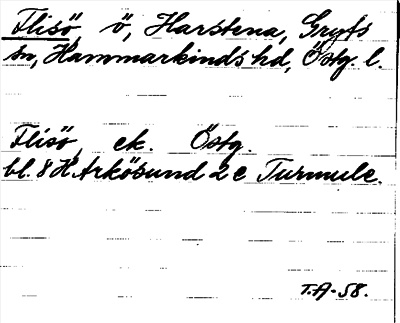 Flisö, ö, Harstena, Gryts
sn, Hammarkinds hd, Östg. l.
Flisö, ek. Östg.
bl. 8 H Arkösund 2 e Turmule.
T.A-58.